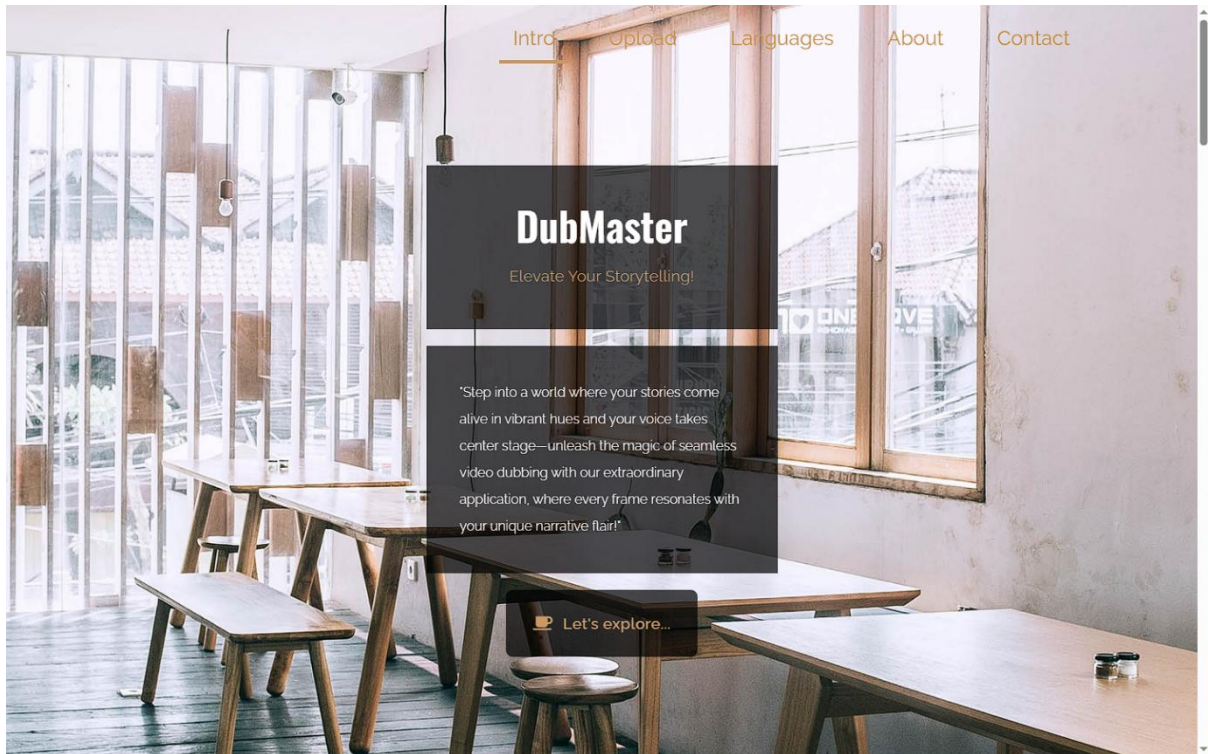 Intro Upload Languages About Contact
DubMaster
Elevate Your Storytelling!
"Step into a world where your stories come
alive in vibrant hues and your voice takes
center stage—unleash the magic of seamless
video dubbing with our extraordinary
application, where every frame resonates with
your unique narrative flair!"
Let's explore...